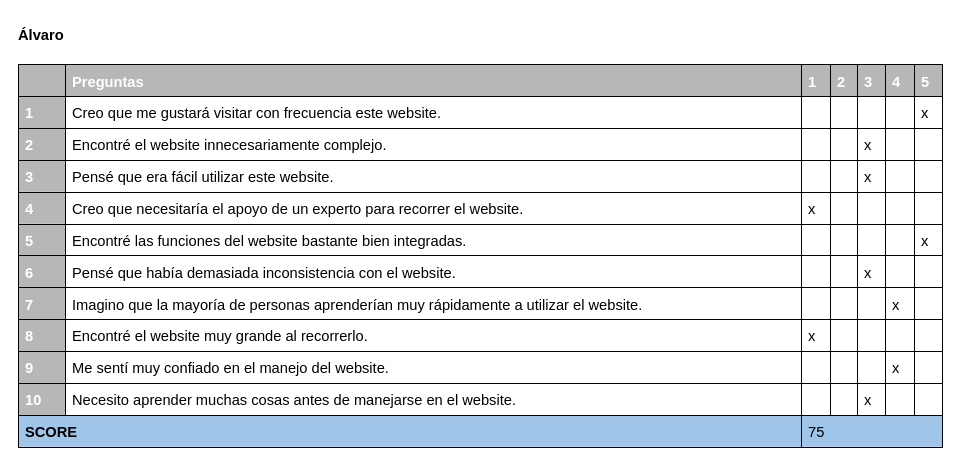 Álvaro
Preguntas 1 2 3 4 5
1 Creo que me gustará visitar con frecuencia este website. x
2 Encontré el website innecesariamente complejo. x
3 Pensé que era fácil utilizar este website. x
4 Creo que necesitaría el apoyo de un experto para recorrer el website. x
5 Encontré las funciones del website bastante bien integradas. x
6 Pensé que había demasiada inconsistencia con el website. x
7 Imagino que la mayoría de personas aprenderían muy rápidamente a utilizar el website. x
8 Encontré el website muy grande al recorrerlo. x
9 Me sentí muy confiado en el manejo del website. x
10 Necesito aprender muchas cosas antes de manejarse en el website. x
SCORE 75